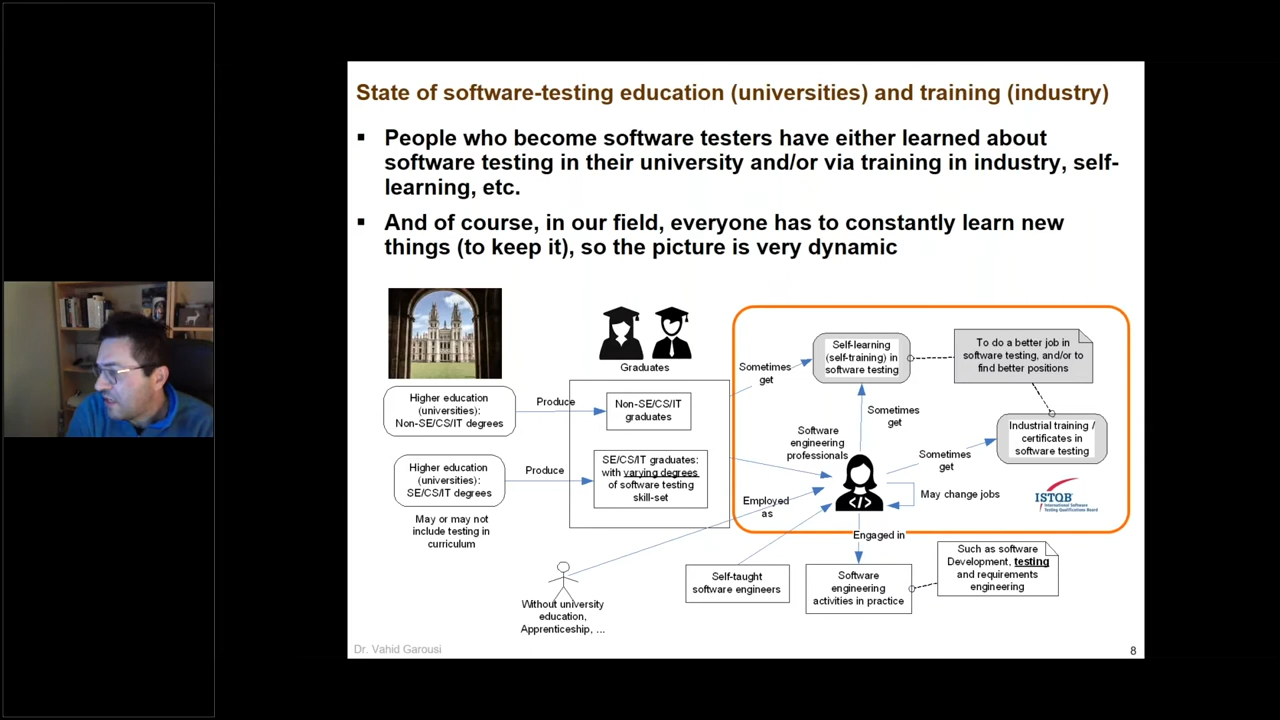 State of software-testing education (universities) and training (industry)
▪ People who become software testers have either learned about
software testing in their university and/or via training in industry, self-
learning, etc.
▪ And of course, in our field, everyone has to constantly learn new
things (to keep it), so the picture is very dynamic
Graduates
Higher education
(universities):
Non-SE/CS/IT degrees
Produce
Non-SE/CS/IT
graduates
Higher education
(universities):
SE/CS/IT degrees
Produce
SE/CS/IT graduates:
with varying degrees
of software testing
skill-set
May or may not
include testing in
curriculum
Without university
education,
Apprenticeship, ...
Sometimes
get
Self-learning
(self-training) in
software testing
To do a better job in
software testing, and/or to
find better positions
Sometimes
get
Software
engineering
professionals
Sometimes
get
Industrial training /
certificates in
software testing
May change jobs
ISTQB
International Software
Testing Qualifications Board
Employed
as
Engaged in
Self-taught
software engineers
Software
engineering
activities in practice
Such as software
Development, testing
and requirements
engineering
Dr. Vahid Garousi
8